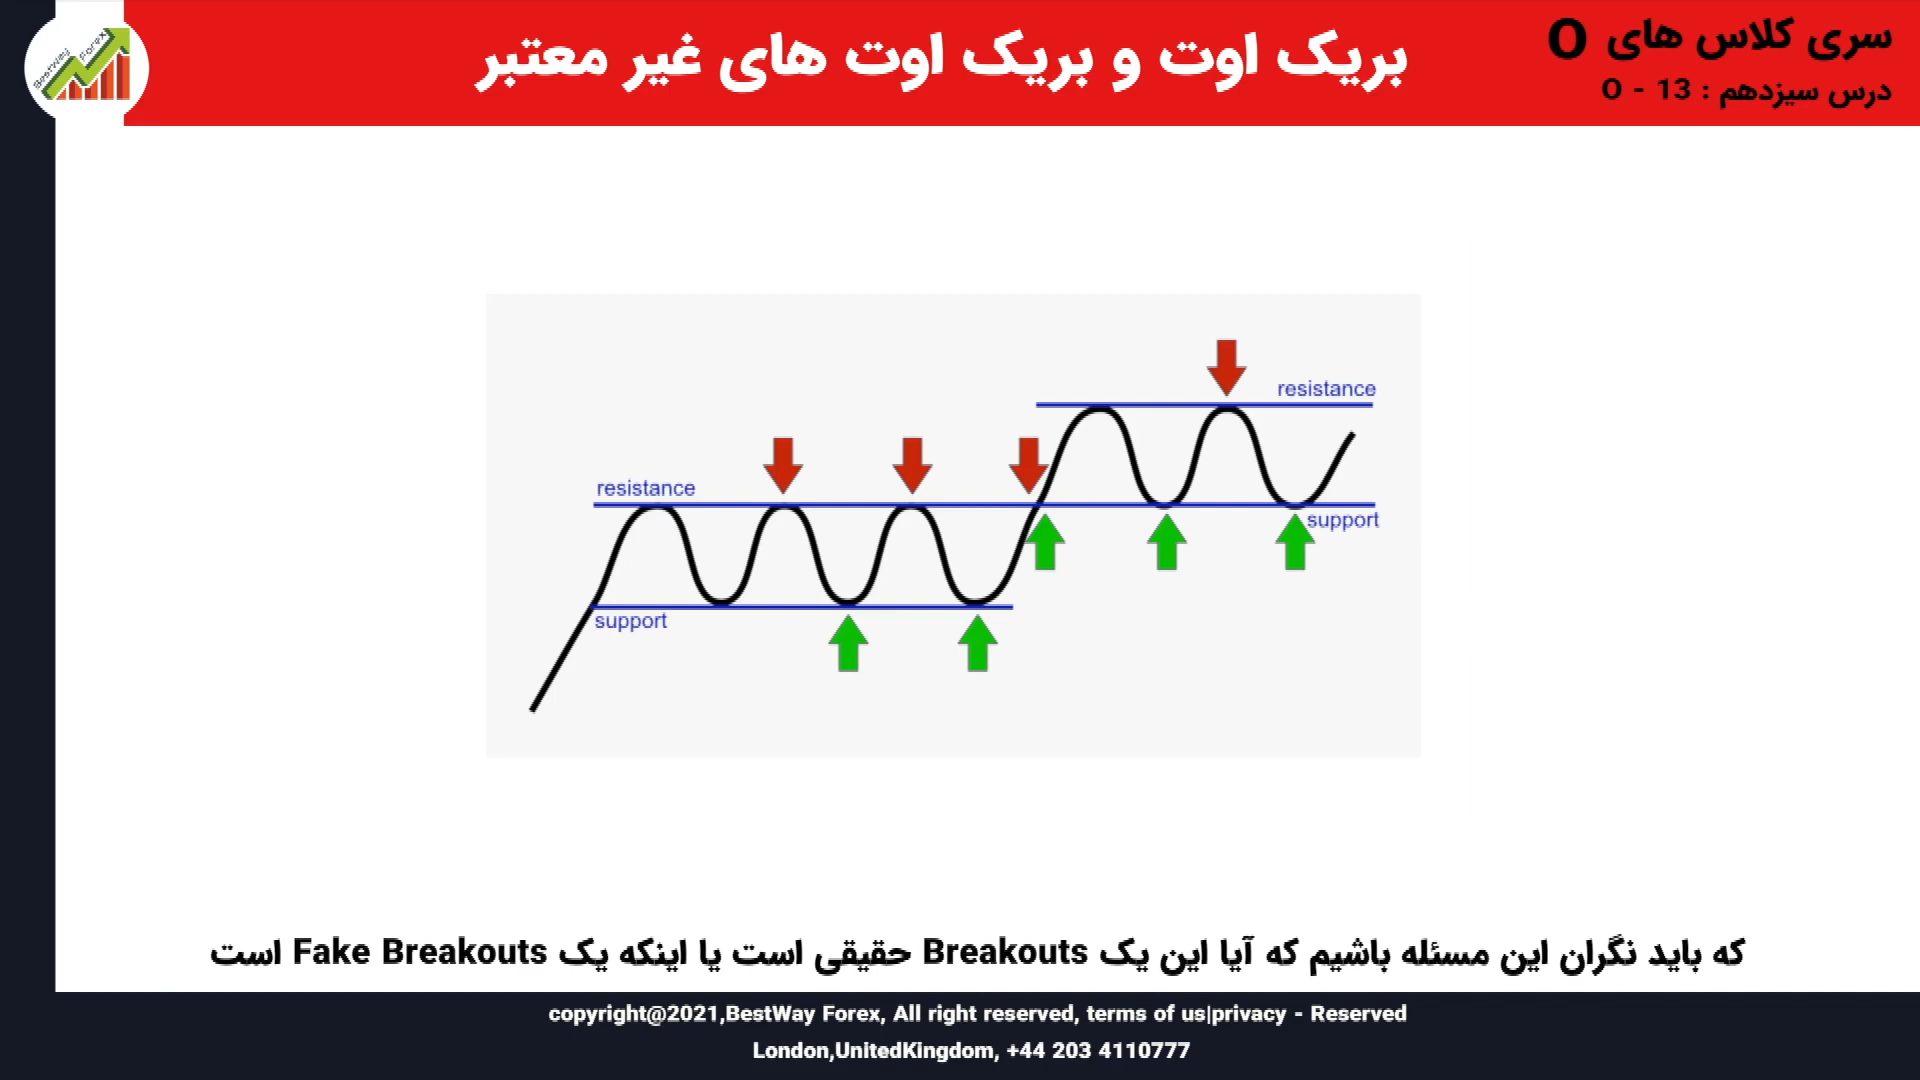 سری کلاس های O
درس سیزدهم : O - 13
بریک اوت و بریک اوت های غیر معتبر
BestWay Forex
resistance
resistance
support
support
که باید نگران این مسئله باشیم که آیا این یک Breakouts حقیقی است یا اینکه یک Fake Breakouts است
copyright@2021,BestWay Forex, All right reserved, terms of us|privacy - Reserved
London,UnitedKingdom, +44 203 4110777